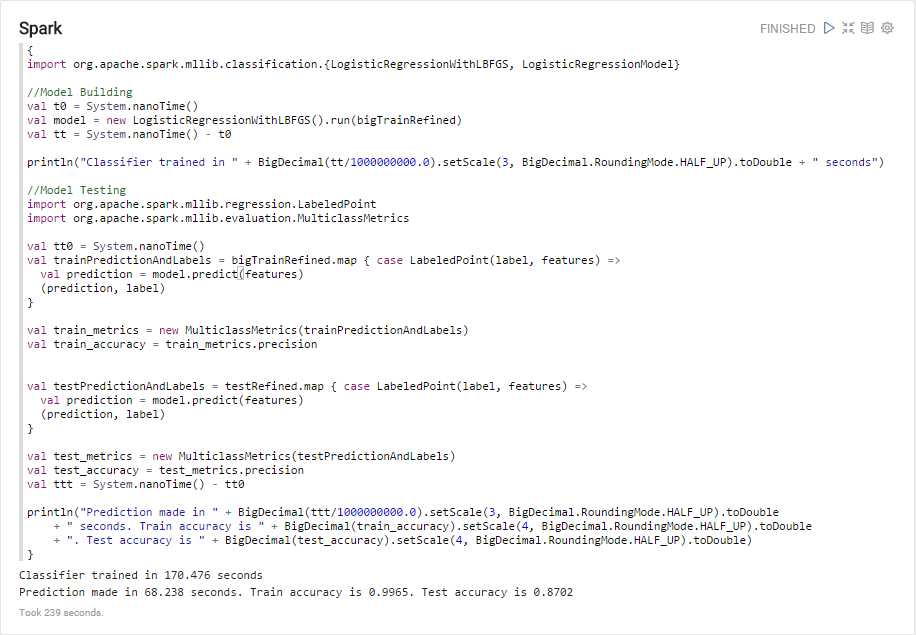 Spark
FINISHED
{
import org.apache.spark.mllib.classification.{LogisticRegressionWithLBFGS, LogisticRegressionModel}
//Model Building
val t0 = System.nanoTime()
val model = new LogisticRegressionWithLBFGS().run(bigTrainRefined)
val tt = System.nanoTime() - t0
println("Classifier trained in " + BigDecimal(tt/1000000000.0).setScale(3, BigDecimal.RoundingMode.HALF_UP).toDouble + " seconds")
//Model Testing
import org.apache.spark.mllib.regression.LabeledPoint
import org.apache.spark.mllib.evaluation.MulticlassMetrics
val tt0 = System.nanoTime()
val trainPredictionAndLabels = bigTrainRefined.map { case LabeledPoint(label, features) =>
  val prediction = model.predict(features)
  (prediction, label)
}
val train_metrics = new MulticlassMetrics(trainPredictionAndLabels)
val train_accuracy = train_metrics.precision
val testPredictionAndLabels = testRefined.map { case LabeledPoint(label, features) =>
  val prediction = model.predict(features)
  (prediction, label)
}
val test_metrics = new MulticlassMetrics(testPredictionAndLabels)
val test_accuracy = test_metrics.precision
val ttt = System.nanoTime() - tt0
println("Prediction made in " + BigDecimal(ttt/1000000000.0).setScale(3, BigDecimal.RoundingMode.HALF_UP).toDouble
    + " seconds. Train accuracy is " + BigDecimal(train_accuracy).setScale(4, BigDecimal.RoundingMode.HALF_UP).toDouble
    + ". Test accuracy is " + BigDecimal(test_accuracy).setScale(4, BigDecimal.RoundingMode.HALF_UP).toDouble)
}
Classifier trained in 170.476 seconds
Prediction made in 68.238 seconds. Train accuracy is 0.9965. Test accuracy is 0.8702
Took 239 seconds.